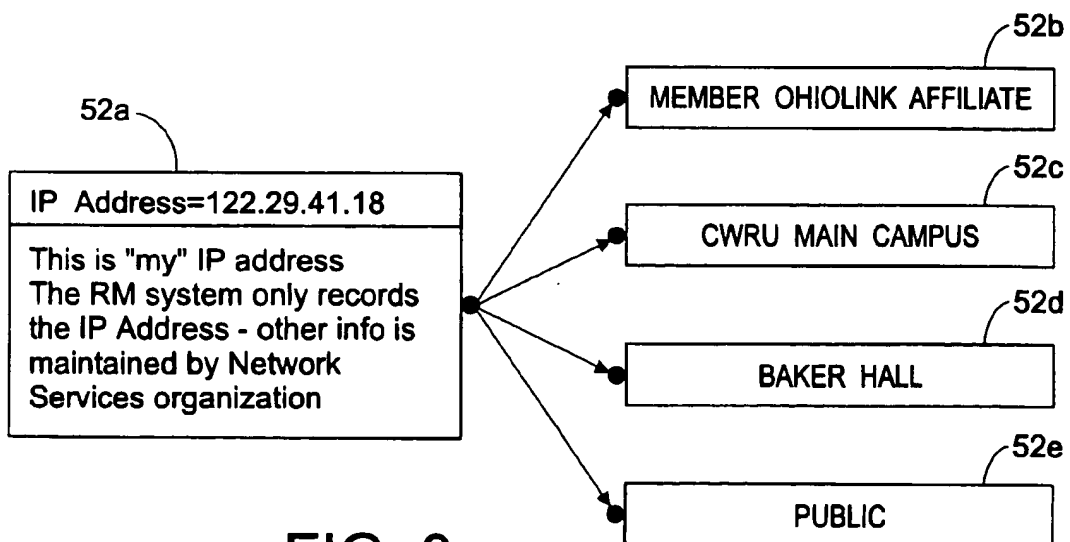 52b
MEMBER OHIOLINK AFFILIATE
52a
52c
IP Address=122.29.41.18
CWRU MAIN CAMPUS
This is "my" IP address
The RM system only records
the IP Address - other info is
maintained by Network
Services organization
52d
BAKER HALL
52e
PUBLIC